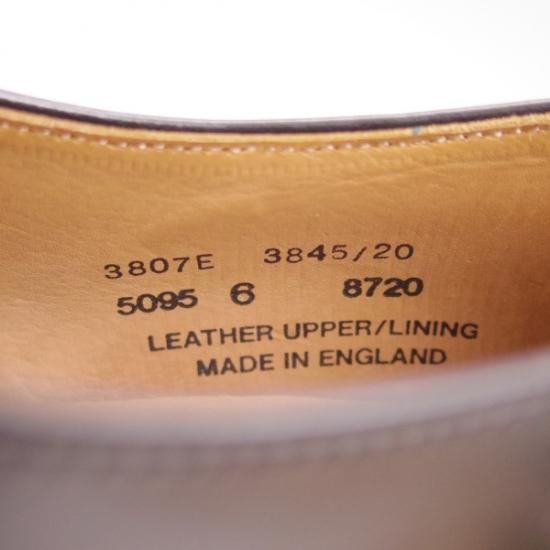 3807E 3845/20
5095 6 8720
LEATHER UPPER/LINING
MADE IN ENGLAND